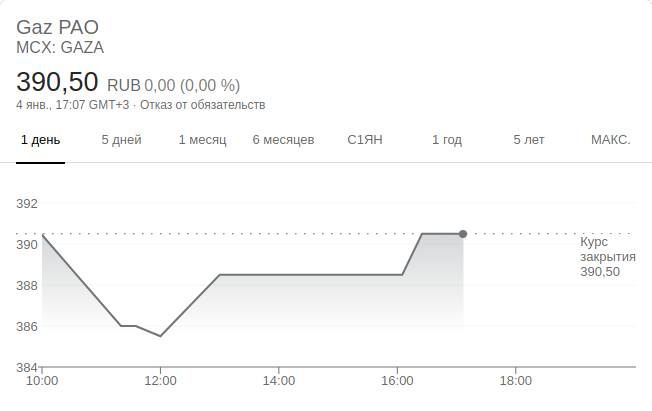 Gaz PAO
MCX: GAZA
390,50 RUB 0,00 (0,00 %)
4 янв., 17:07 GMT+3 · Отказ от обязательств
1 день 5 дней 1 месяц 6 месяцев С1ЯН 1 год 5 лет МАКС.
392
390
388
386
384
Курс
закрытия
390,50
10:00 12:00 14:00 16:00 18:00